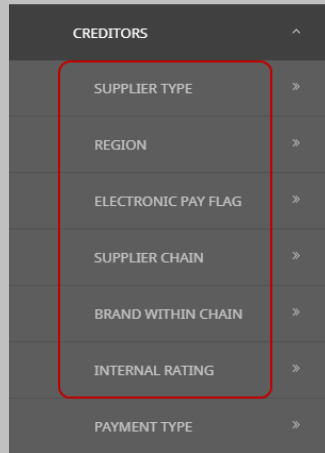 CREDITORS
SUPPLIER TYPE
REGION
ELECTRONIC PAY FLAG
SUPPLIER CHAIN
BRAND WITHIN CHAIN
INTERNAL RATING
PAYMENT TYPE